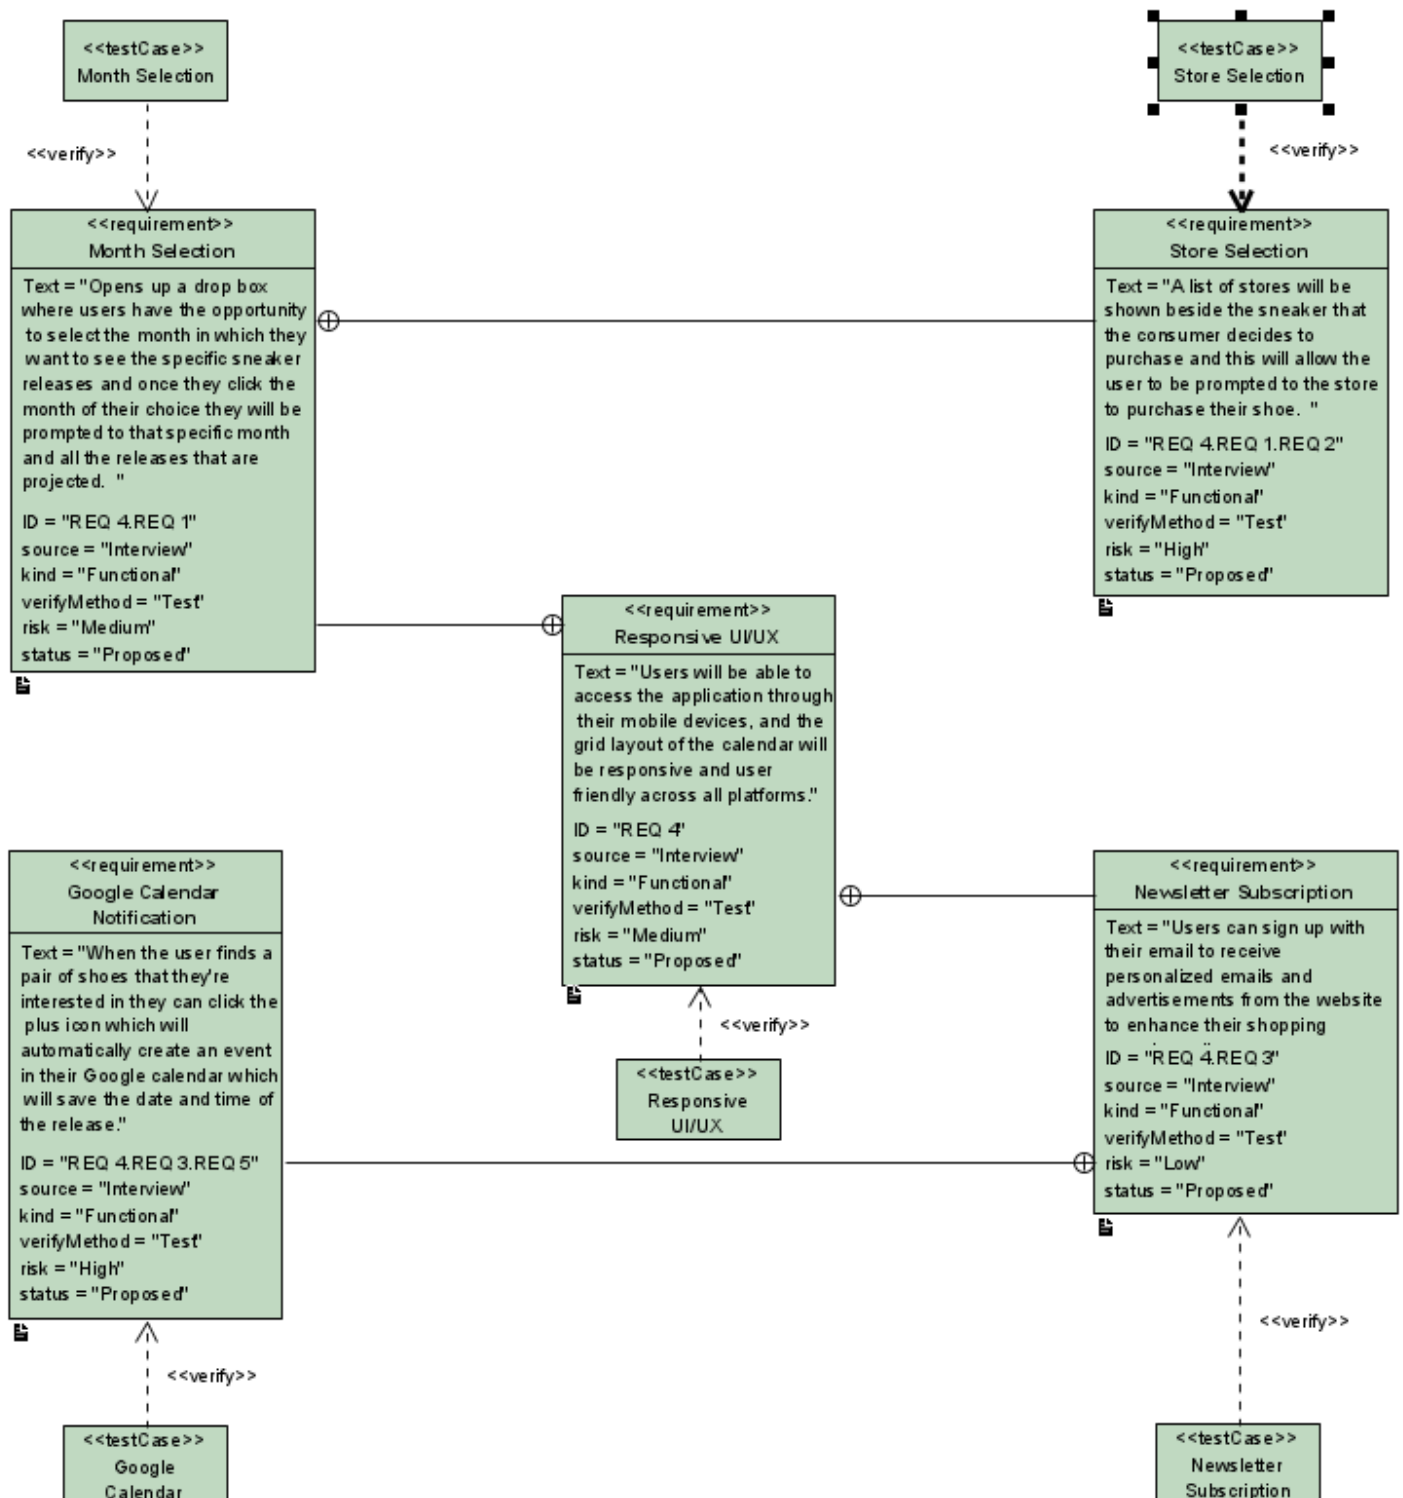 <<testCase>>
Month Selection
<<testCase>>
Store Selection
<<verify>>
<<verify>>
<<requirement>>
Month Selection
Text = "Opens up a drop box
where users have the opportunity
to select the month in which they
want to see the specific sneaker
releases and once they click the
month of their choice they will be
prompted to that specific month
and all the releases that are
projected. "
ID = "REQ 4.REQ 1"
source = "Interview"
kind = "Functional"
verifyMethod = "Test"
risk = "Medium"
status = "Proposed"
<<requirement>>
Store Selection
Text = "A list of stores will be
shown beside the sneaker that
the consumer decides to
purchase and this will allow the
user to be prompted to the store
to purchase their shoe. "
ID = "REQ 4.REQ 1.REQ 2"
source = "Interview"
kind = "Functional"
verifyMethod = "Test"
risk = "High"
status = "Proposed"
<<requirement>>
Responsive UI/UX
Text = "Users will be able to
access the application through
their mobile devices, and the
grid layout of the calendar will
be responsive and user
friendly across all platforms."
ID = "REQ 4"
source = "Interview"
kind = "Functional"
verifyMethod = "Test"
risk = "Medium"
status = "Proposed"
<<verify>>
<<testCase>>
Responsive
UI/UX
<<requirement>>
Google Calendar
Notification
Text = "When the user finds a
pair of shoes that they're
interested in they can click the
plus icon which will
automatically create an event
in their Google calendar which
will save the date and time of
the release."
ID = "REQ 4.REQ 3.REQ 5"
source = "Interview"
kind = "Functional"
verifyMethod = "Test"
risk = "High"
status = "Proposed"
<<requirement>>
Newsletter Subscription
Text = "Users can sign up with
their email to receive
personalized emails and
advertisements from the website
to enhance their shopping
ID = "REQ 4.REQ 3"
source = "Interview"
kind = "Functional"
verifyMethod = "Test"
risk = "Low"
status = "Proposed"
<<verify>>
<<verify>>
<<testCase>>
Google
Calendar
<<testCase>>
Newsletter
Subscription